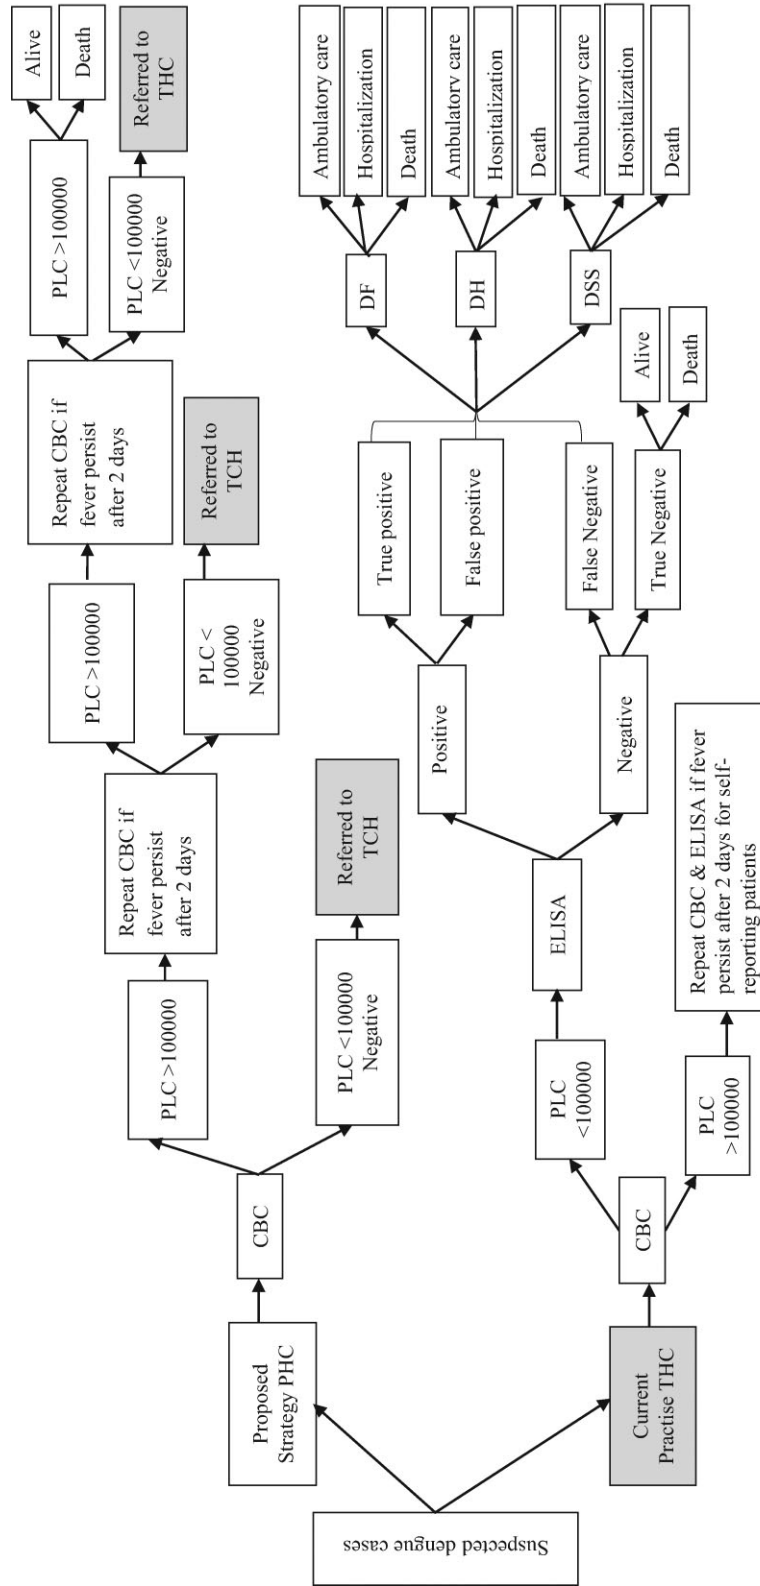 Suspected dengue cases
Proposed
Strategy PHC
CBC
PLC >100000
Repeat CBC if
fever persist
after 2 days
PLC >100000
Repeat CBC if
fever persist
after 2 days
PLC >100000
Alive
Death
PLC <100000
Negative
Referred to
THC
PLC <
100000
Negative
Referred to
TCH
PLC <100000
Negative
Referred to
TCH
Current
Practise THC
CBC
PLC
<100000
ELISA
Positive
True positive
False positive
Negative
False Negative
True Negative
Alive
Death
DF
Ambulatory care
Hospitalization
Death
DH
Ambulatory care
Hospitalization
Death
DSS
Ambulatory care
Hospitalization
Death
PLC
>100000
Repeat CBC & ELISA if fever
persist after 2 days for self-
reporting patients